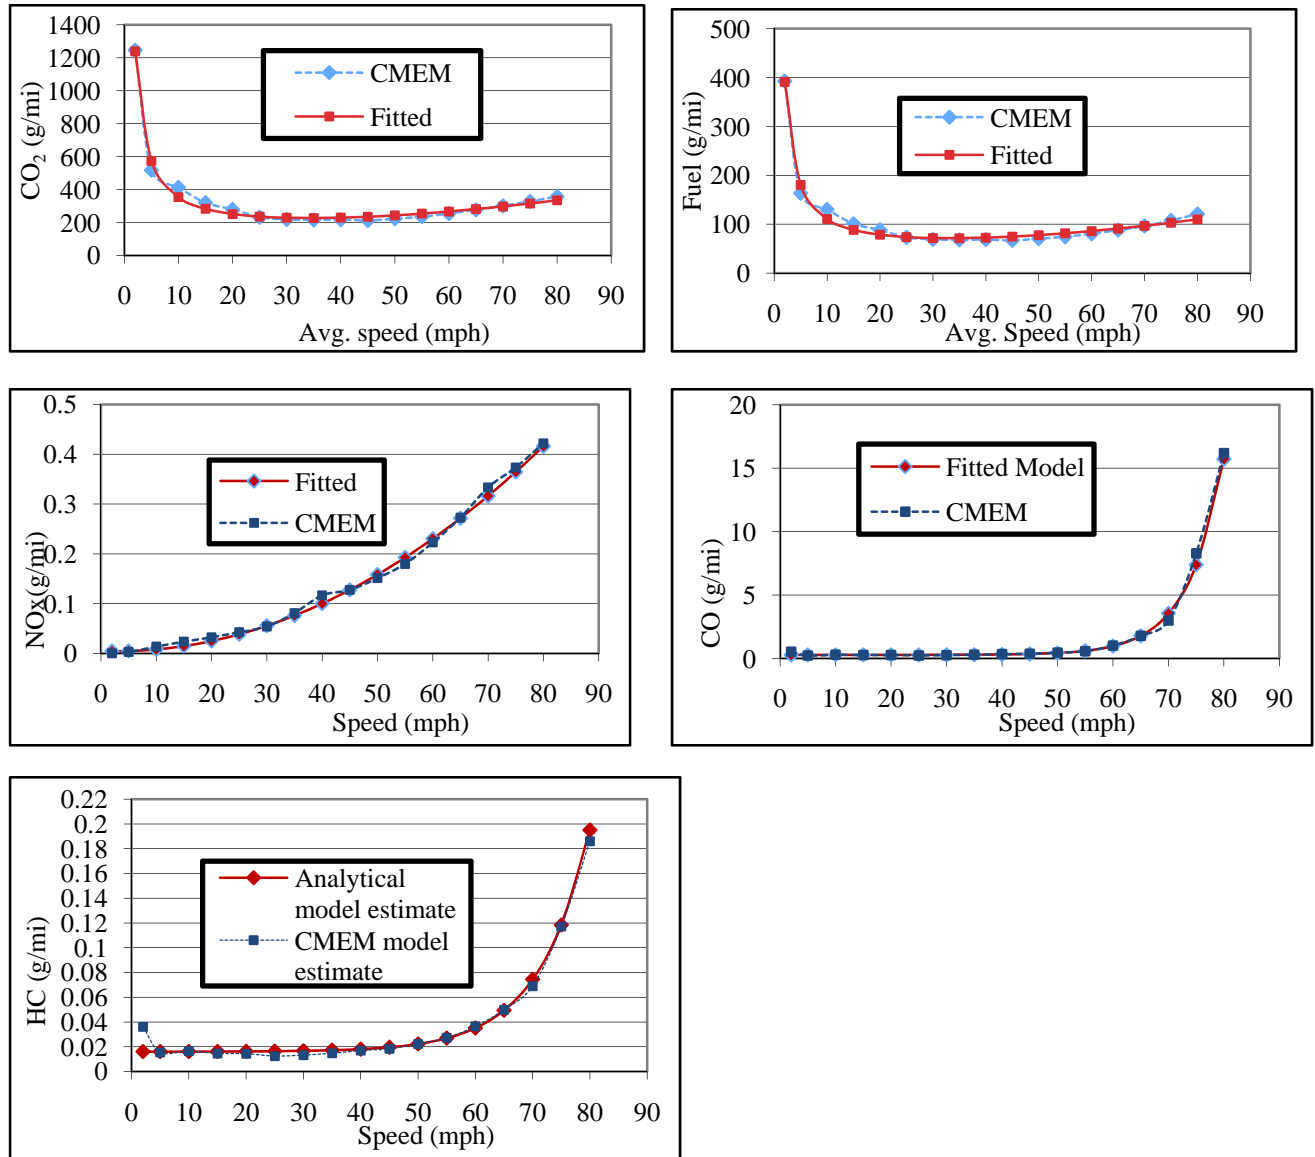 1400
1200
1000
800
600
400
200
0
CO2 (g/mi)
CMEM
Fitted
0 10 20 30 40 50 60 70 80 90
Avg. speed (mph)
500
400
300
200
100
0
Fuel (g/mi)
CMEM
Fitted
0 10 20 30 40 50 60 70 80 90
Avg. Speed (mph)
0.5
0.4
0.3
0.2
0.1
0
NOx(g/mi)
Fitted
CMEM
0 10 20 30 40 50 60 70 80 90
Speed (mph)
20
15
10
5
0
CO (g/mi)
Fitted Model
CMEM
0 10 20 30 40 50 60 70 80 90
Speed (mph)
0.22
0.2
0.18
0.16
0.14
0.12
0.1
0.08
0.06
0.04
0.02
0
HC (g/mi)
Analytical
model estimate
CMEM model
estimate
0 10 20 30 40 50 60 70 80 90
Speed (mph)